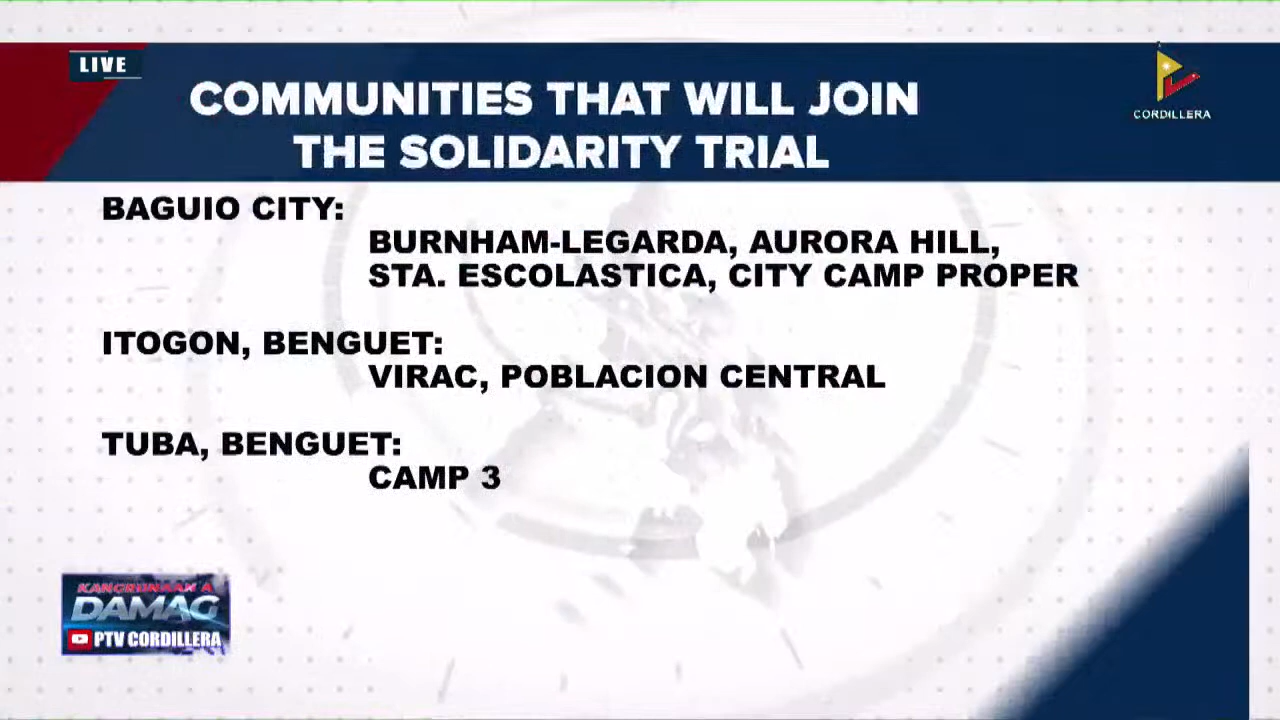 LIVE
COMMUNITIES THAT WILL JOIN
THE SOLIDARITY TRIAL
CORDILLERA
BAGUIO CITY:
BURNHAM-LEGARDA, AURORA HILL,
STA. ESCOLASTICA, CITY CAMP PROPER
ITOGON, BENGUET:
VIRAC, POBLACION CENTRAL
TUBA, BENGUET:
CAMP 3
KANGRUNAAN A
DAMAG
PTV CORDILLERA